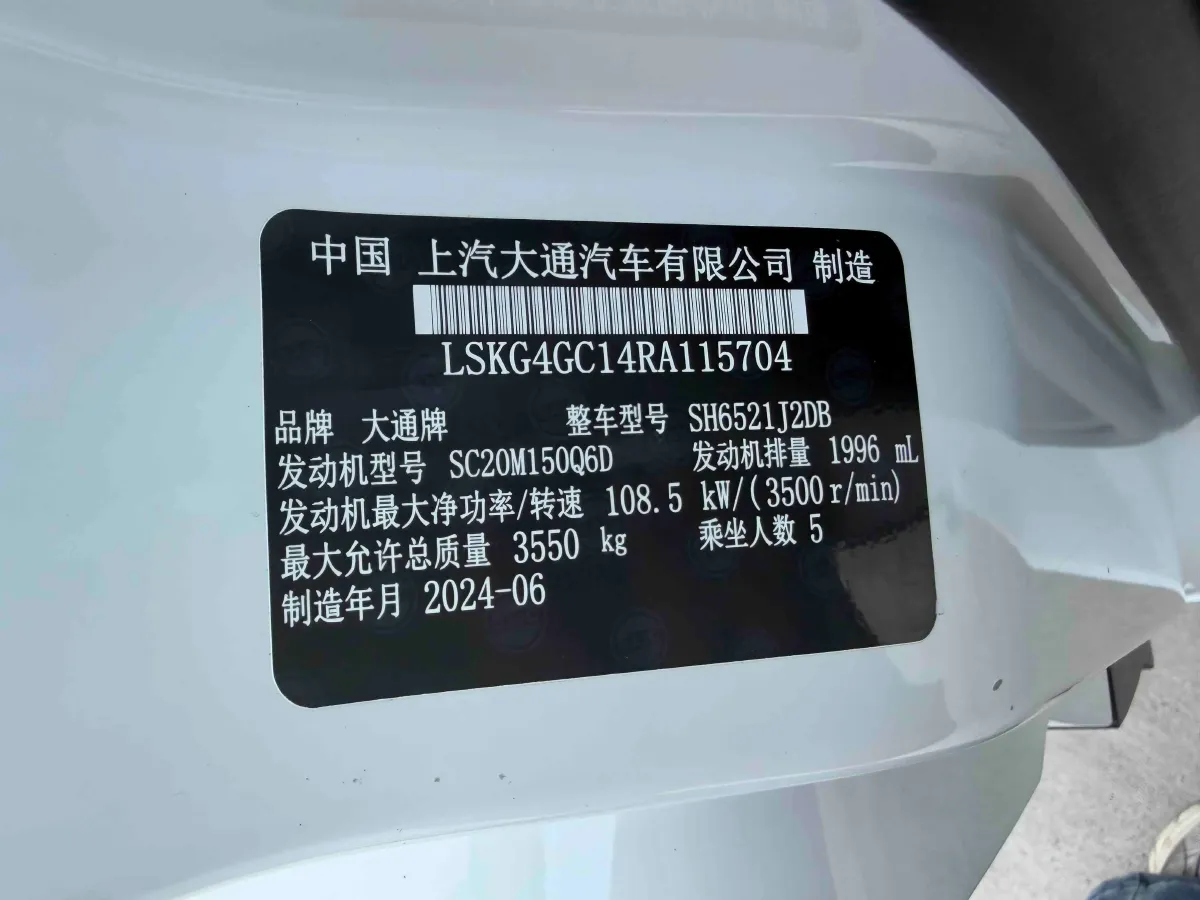 中国 上汽大通汽车有限公司 制造
LSKG4GC14RA115704
品牌 大通牌 整车型号 SH6521J2DB
发动机型号 SC20M150Q6D 发动机排量 1996 mL
发动机最大净功率/转速 108.5 kW/(3500r/min)
最大允许总质量 3550 kg 乘坐人数 5
制造年月 2024-06